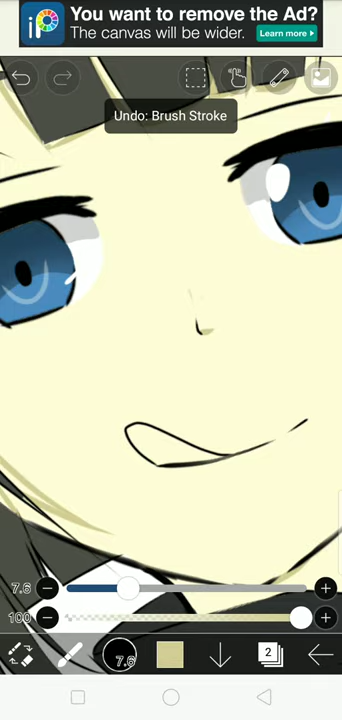 iP
You want to remove the Ad?
The canvas will be wider.
Learn more ►
Undo: Brush Stroke
7.6
100
7.6
2